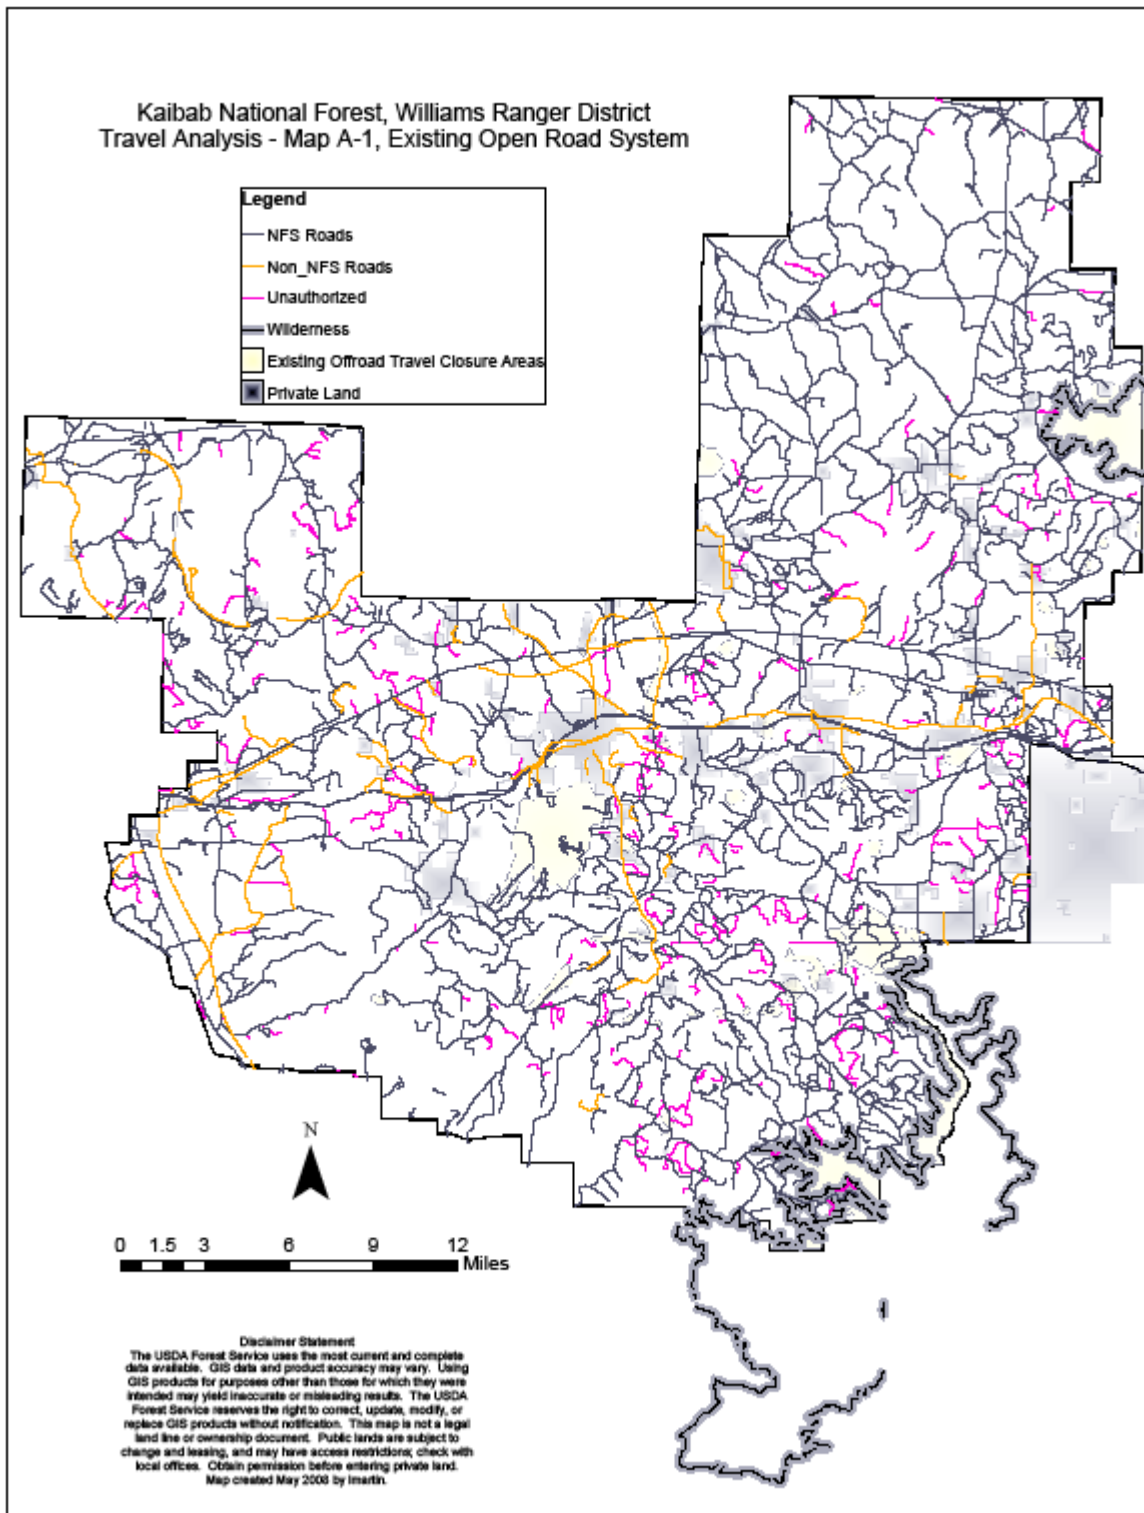 Kaibab National Forest, Williams Ranger District
Travel Analysis - Map A-1, Existing Open Road System
Legend
NFS Roads
Non_NFS Roads
Unauthorized
Wilderness
Existing Offroad Travel Closure Areas
Private Land
N
0 1.5 3 6 9 12
Miles
Disclaimer Statement
The USDA Forest Service uses the most current and complete
data available. GIS data and product accuracy may vary. Using
GIS products for purposes other than those for which they were
intended may yield inaccurate or misleading results. The USDA
Forest Service reserves the right to correct, update, modify, or
replace GIS products without notification. This map is not a legal
land line or ownership document. Public lands are subject to
change and leasing, and may have access restrictions; check with
local offices. Obtain permission before entering private land.
Map created May 2008 by lmartin.